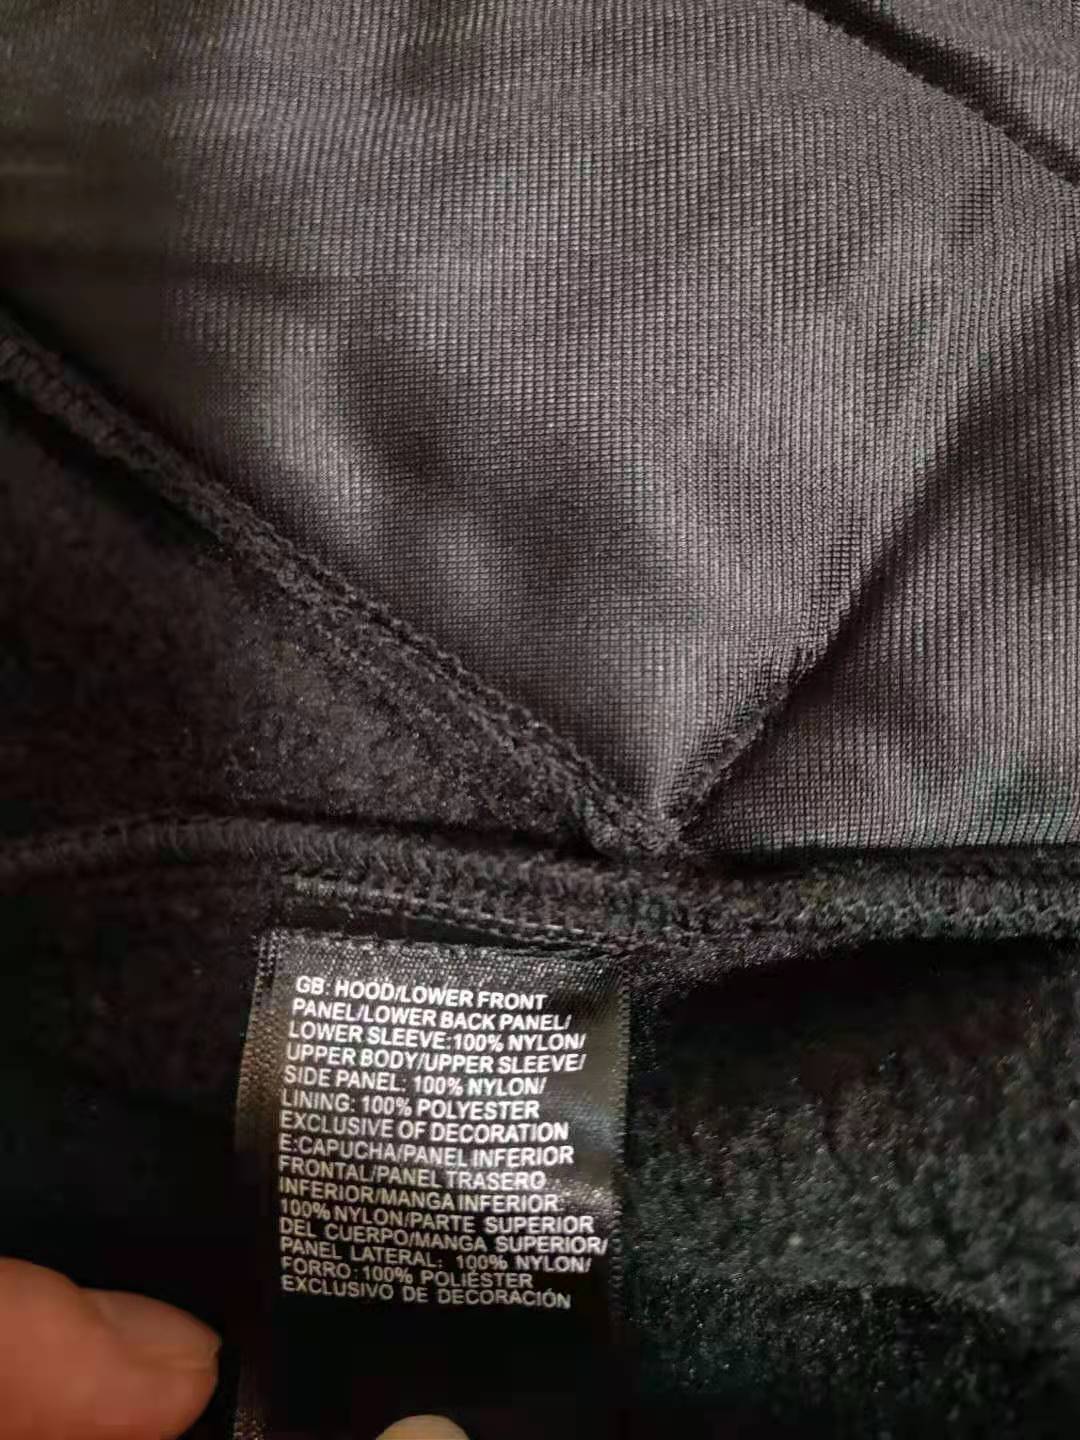 GB: HOOD/LOWER FRONT
PANEL/LOWER BACK PANEL/
LOWER SLEEVE:100% NYLON/
UPPER BODY/UPPER SLEEVE/
SIDE PANEL: 100% NYLON/
LINING: 100% POLYESTER
EXCLUSIVE OF DECORATION
E:CAPUCHA/PANEL INFERIOR
FRONTAL/PANEL TRASERO
INFERIOR/MANGA INFERIOR:
100% NYLON/PARTE SUPERIOR
DEL CUERPO/MANGA SUPERIOR/
PANEL LATERAL: 100% NYLON/
FORRO: 100% POLIÉSTER
EXCLUSIVO DE DECORACIÓN